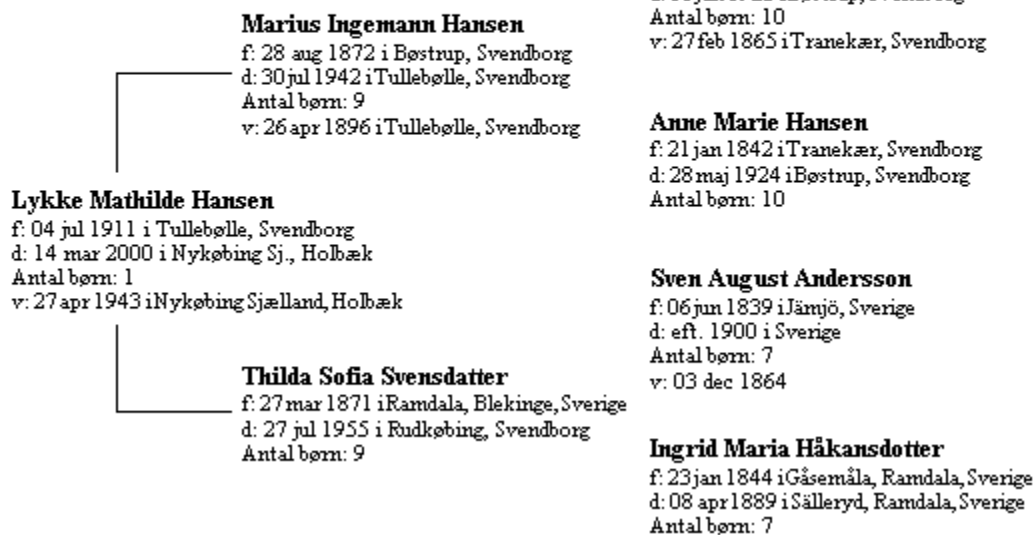 Antal børn: 10
v: 27 feb 1865 i Tranekær, Svendborg
Marius Ingemann Hansen
f: 28 aug 1872 i Bøstrup, Svendborg
d: 30 jul 1942 i Tullebølle, Svendborg
Antal børn: 9
v: 26 apr 1896 i Tullebølle, Svendborg
Anne Marie Hansen
f: 21 jan 1842 i Tranekær, Svendborg
d: 28 maj 1924 i Bøstrup, Svendborg
Antal børn: 10
Lykke Mathilde Hansen
f: 04 jul 1911 i Tullebølle, Svendborg
d: 14 mar 2000 i Nykøbing Sj., Holbæk
Antal børn: 1
v: 27 apr 1943 i Nykøbing Sjælland, Holbæk
Sven August Andersson
f: 06 jun 1839 i Jämjö, Sverige
d: eft. 1900 i Sverige
Antal børn: 7
v: 03 dec 1864
Thilda Sofia Svensdatter
f: 27 mar 1871 i Ramdala, Blekinge, Sverige
d: 27 jul 1955 i Rudkøbing, Svendborg
Antal børn: 9
Ingrid Maria Håkansdotter
f: 23 jan 1844 i Gåsemåla, Ramdala, Sverige
d: 08 apr 1889 i Sälleryd, Ramdala, Sverige
Antal børn: 7